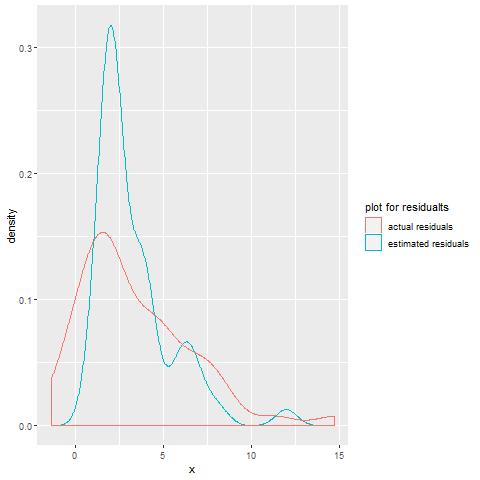 0.3
0.2
0.1
0.0
density
0
5
10
15
x
plot for residualts
actual residuals
estimated residuals